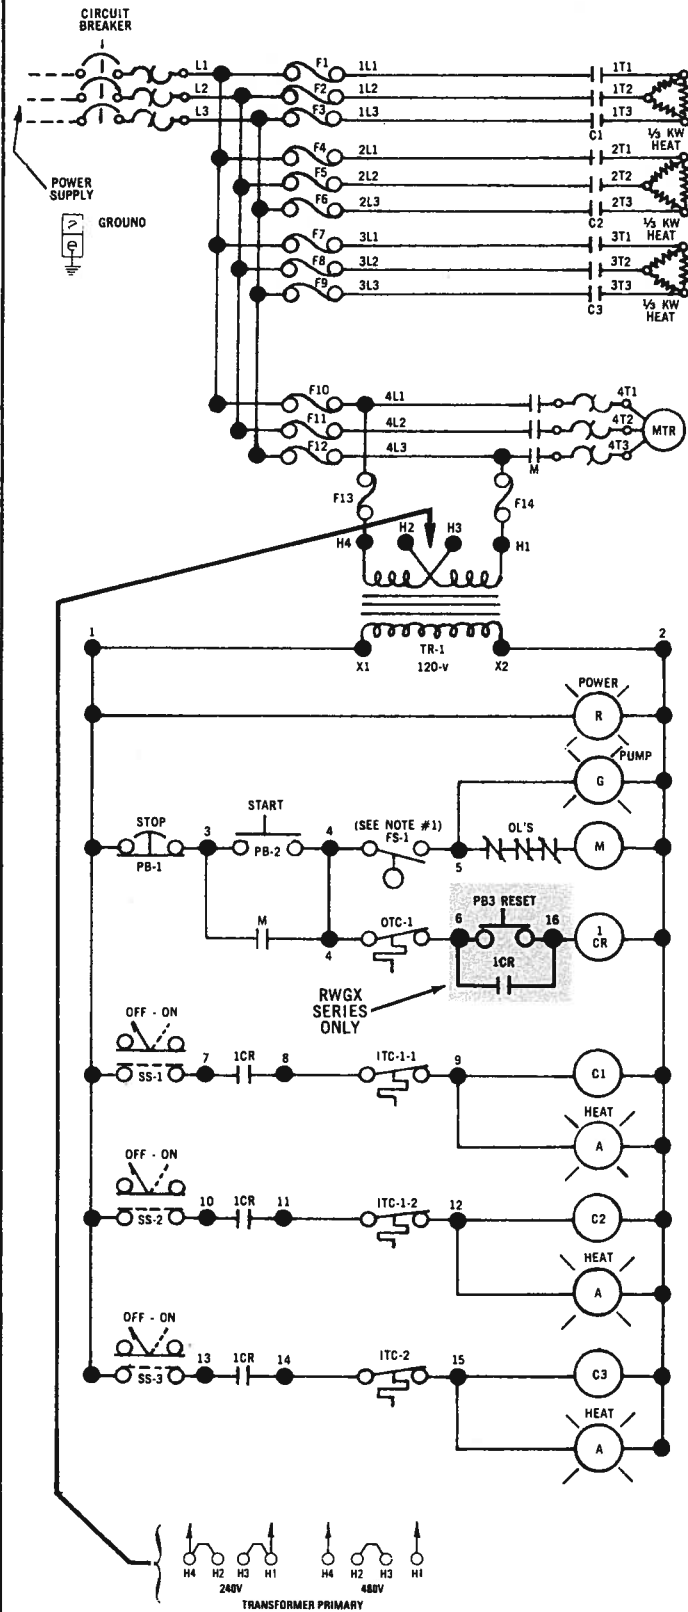 CIRCUIT
BREAKER
L1 F1 1L1 1T1
L2 F2 1L2 1T2
L3 F3 1L3 1T3
C1
⅓ KW
HEAT
F4 2L1 2T1
F5 2L2 2T2
F6 2L3 2T3
C2
⅓ KW
HEAT
POWER
SUPPLY
GROUND
F7 3L1 3T1
F8 3L2 3T2
F9 3L3 3T3
C3
⅓ KW
HEAT
F10 4L1 4T1
F11 4L2 4T2 MTR
F12 4L3 4T3
M
F13 F14
H4 H2 H3 H1
1 2
X1 TR-1 X2
120-V
POWER
R
PUMP
G
STOP START
3 4 (SEE NOTE #1)
FS-1 OL'S
PB-1 PB-2 5 M
M 4 OTC-1 6 PB3 RESET 16 1
CR
1CR
RWGX
SERIES
ONLY
OFF - ON
SS-1 7 1CR 8 ITC-1-1 9 C1
HEAT
A
OFF - ON
SS-2 10 1CR 11 ITC-1-2 12 C2
HEAT
A
OFF - ON
SS-3 13 1CR 14 ITC-2 15 C3
HEAT
A
H4 H2 H3 H1 H4 H2 H3 H1
240V 480V
TRANSFORMER PRIMARY